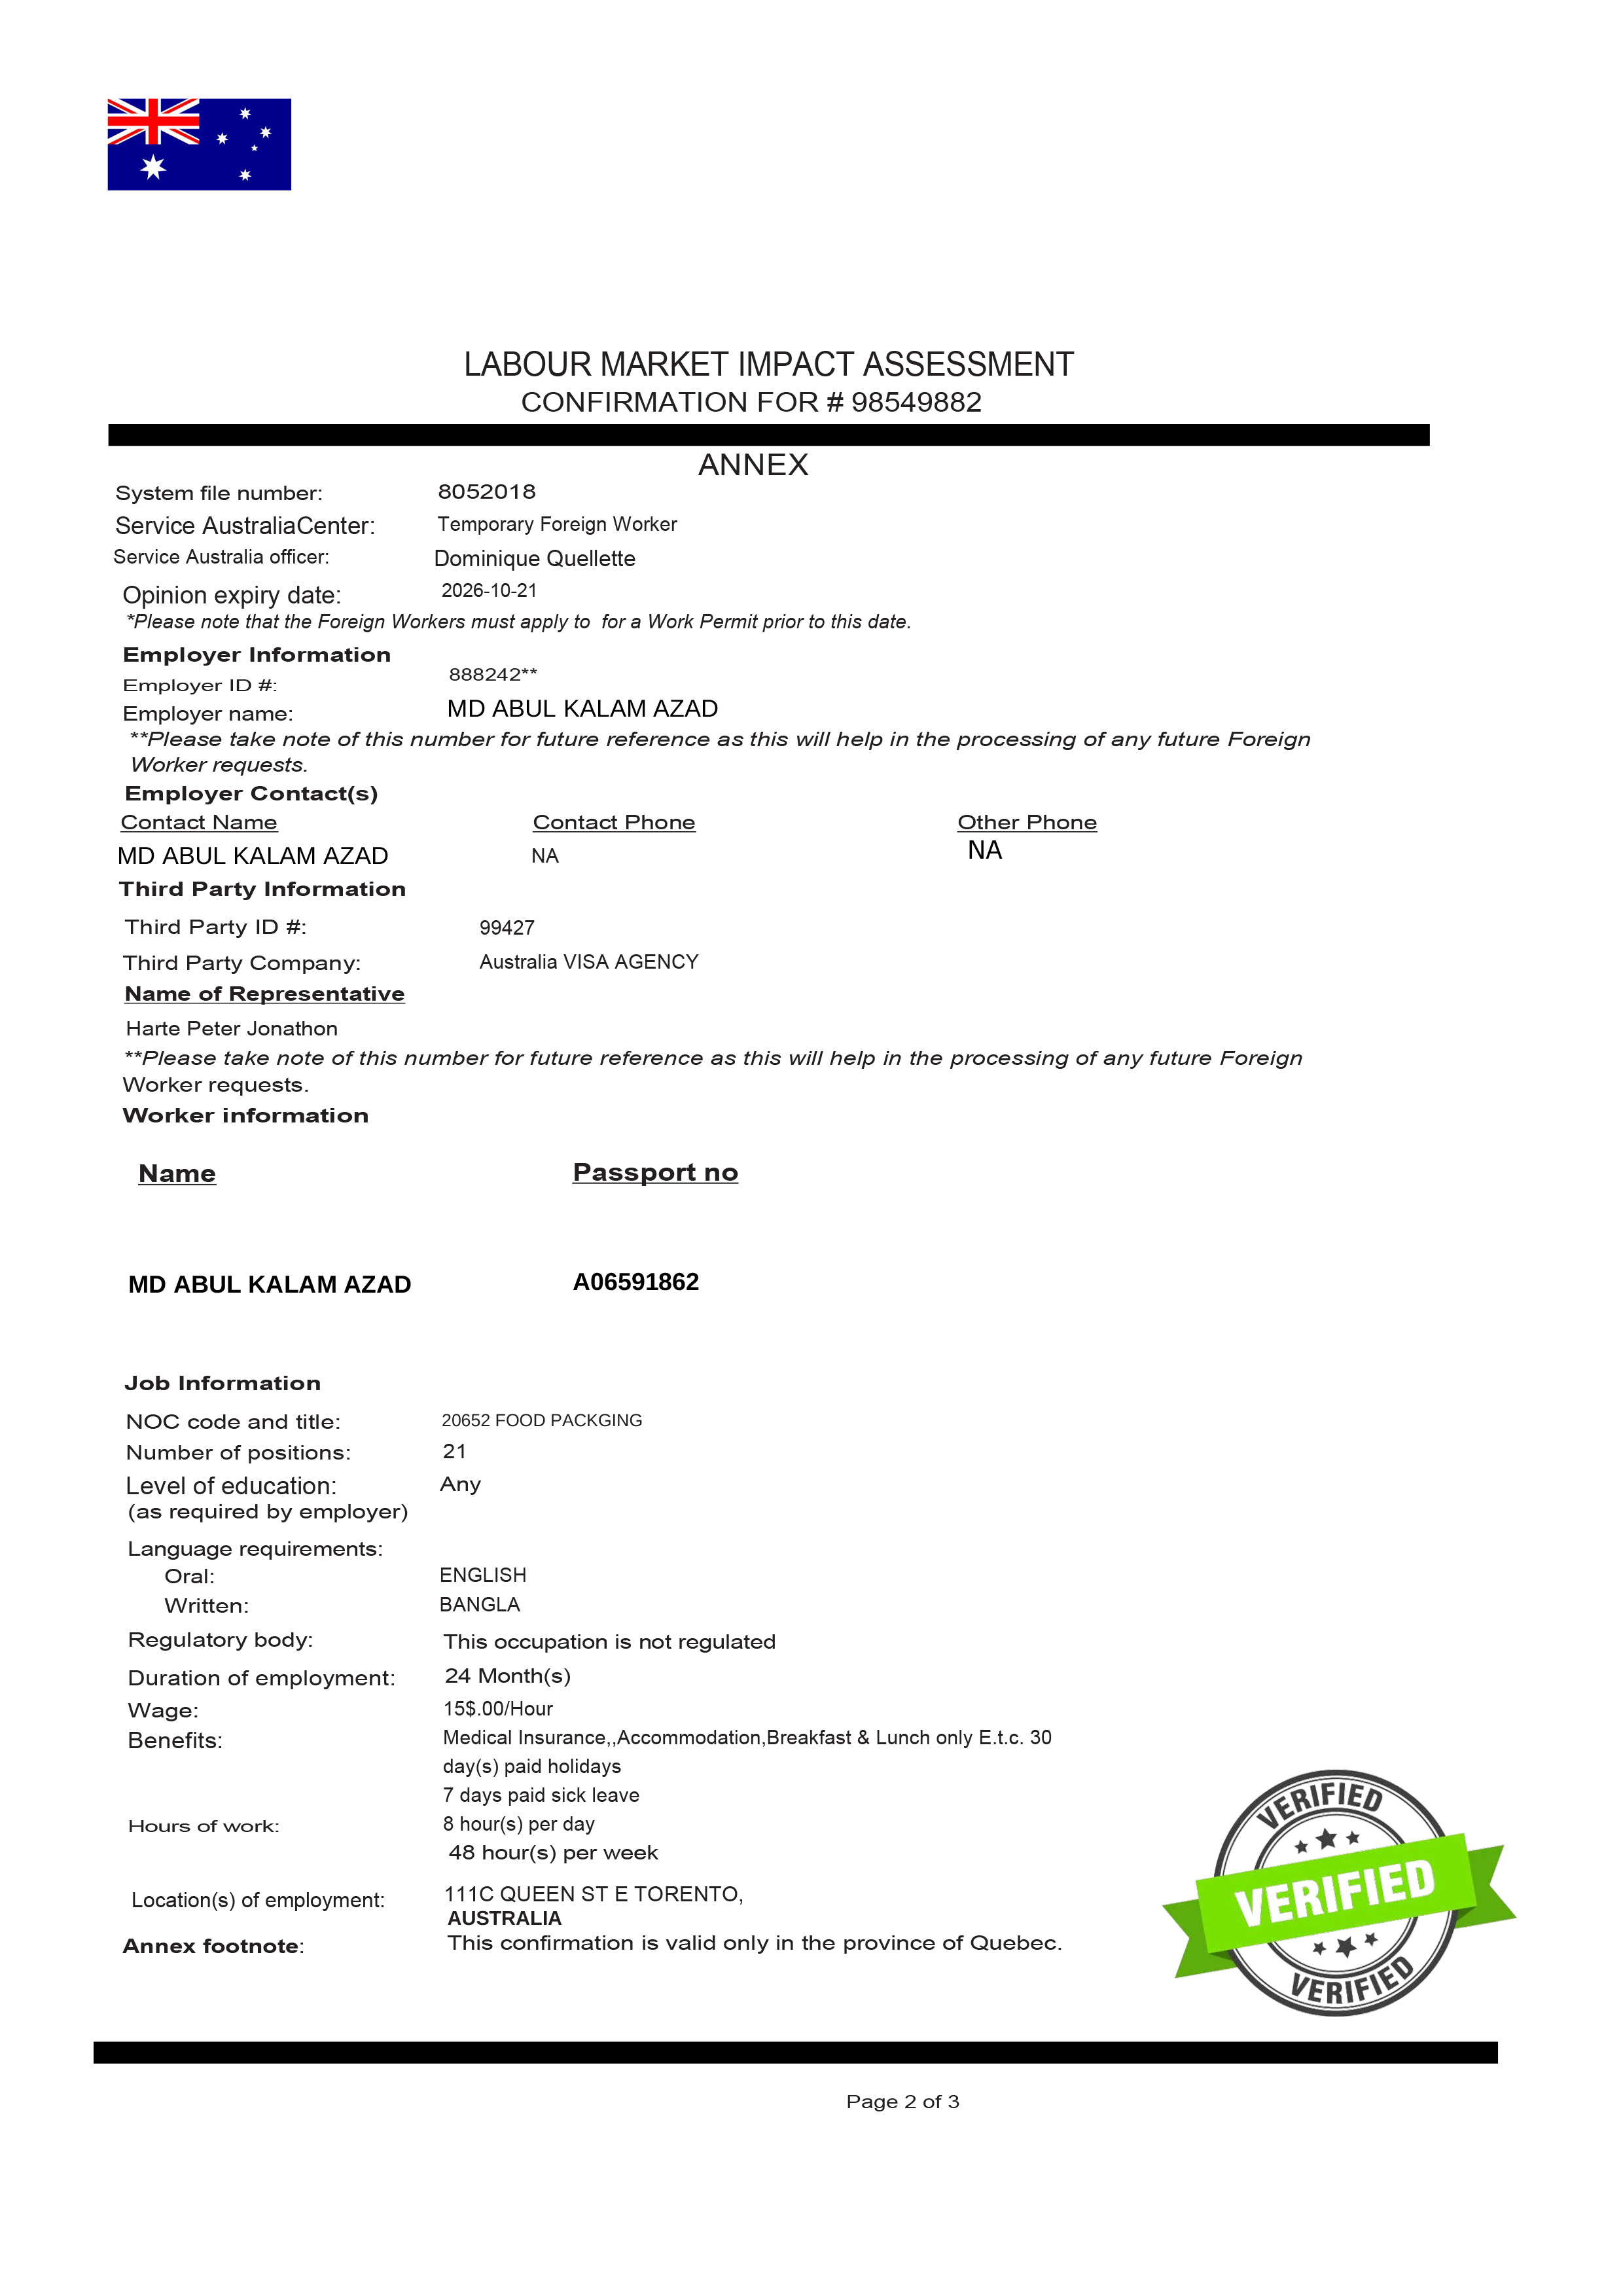 LABOUR MARKET IMPACT ASSESSMENT
CONFIRMATION FOR # 98549882
ANNEX
System file number: 8052018
Service AustraliaCenter: Temporary Foreign Worker
Service Australia officer: Dominique Quellette
Opinion expiry date: 2026-10-21
*Please note that the Foreign Workers must apply to for a Work Permit prior to this date.
Employer Information
Employer ID #: 888242**
Employer name: MD ABUL KALAM AZAD
**Please take note of this number for future reference as this will help in the processing of any future Foreign
Worker requests.
Employer Contact(s)
Contact Name Contact Phone Other Phone
MD ABUL KALAM AZAD NA NA
Third Party Information
Third Party ID #: 99427
Third Party Company: Australia VISA AGENCY
Name of Representative
Harte Peter Jonathon
**Please take note of this number for future reference as this will help in the processing of any future Foreign
Worker requests.
Worker information
Name Passport no
MD ABUL KALAM AZAD A06591862
Job Information
NOC code and title: 20652 FOOD PACKGING
Number of positions: 21
Level of education: Any
(as required by employer)
Language requirements:
Oral: ENGLISH
Written: BANGLA
Regulatory body: This occupation is not regulated
Duration of employment: 24 Month(s)
Wage: 15$.00/Hour
Benefits: Medical Insurance,,Accommodation,Breakfast & Lunch only E.t.c. 30
day(s) paid holidays
7 days paid sick leave
Hours of work: 8 hour(s) per day
48 hour(s) per week
Location(s) of employment: 111C QUEEN ST E TORENTO,
AUSTRALIA
Annex footnote: This confirmation is valid only in the province of Quebec.
VERIFIED
VERIFIED
VERIFIED
Page 2 of 3